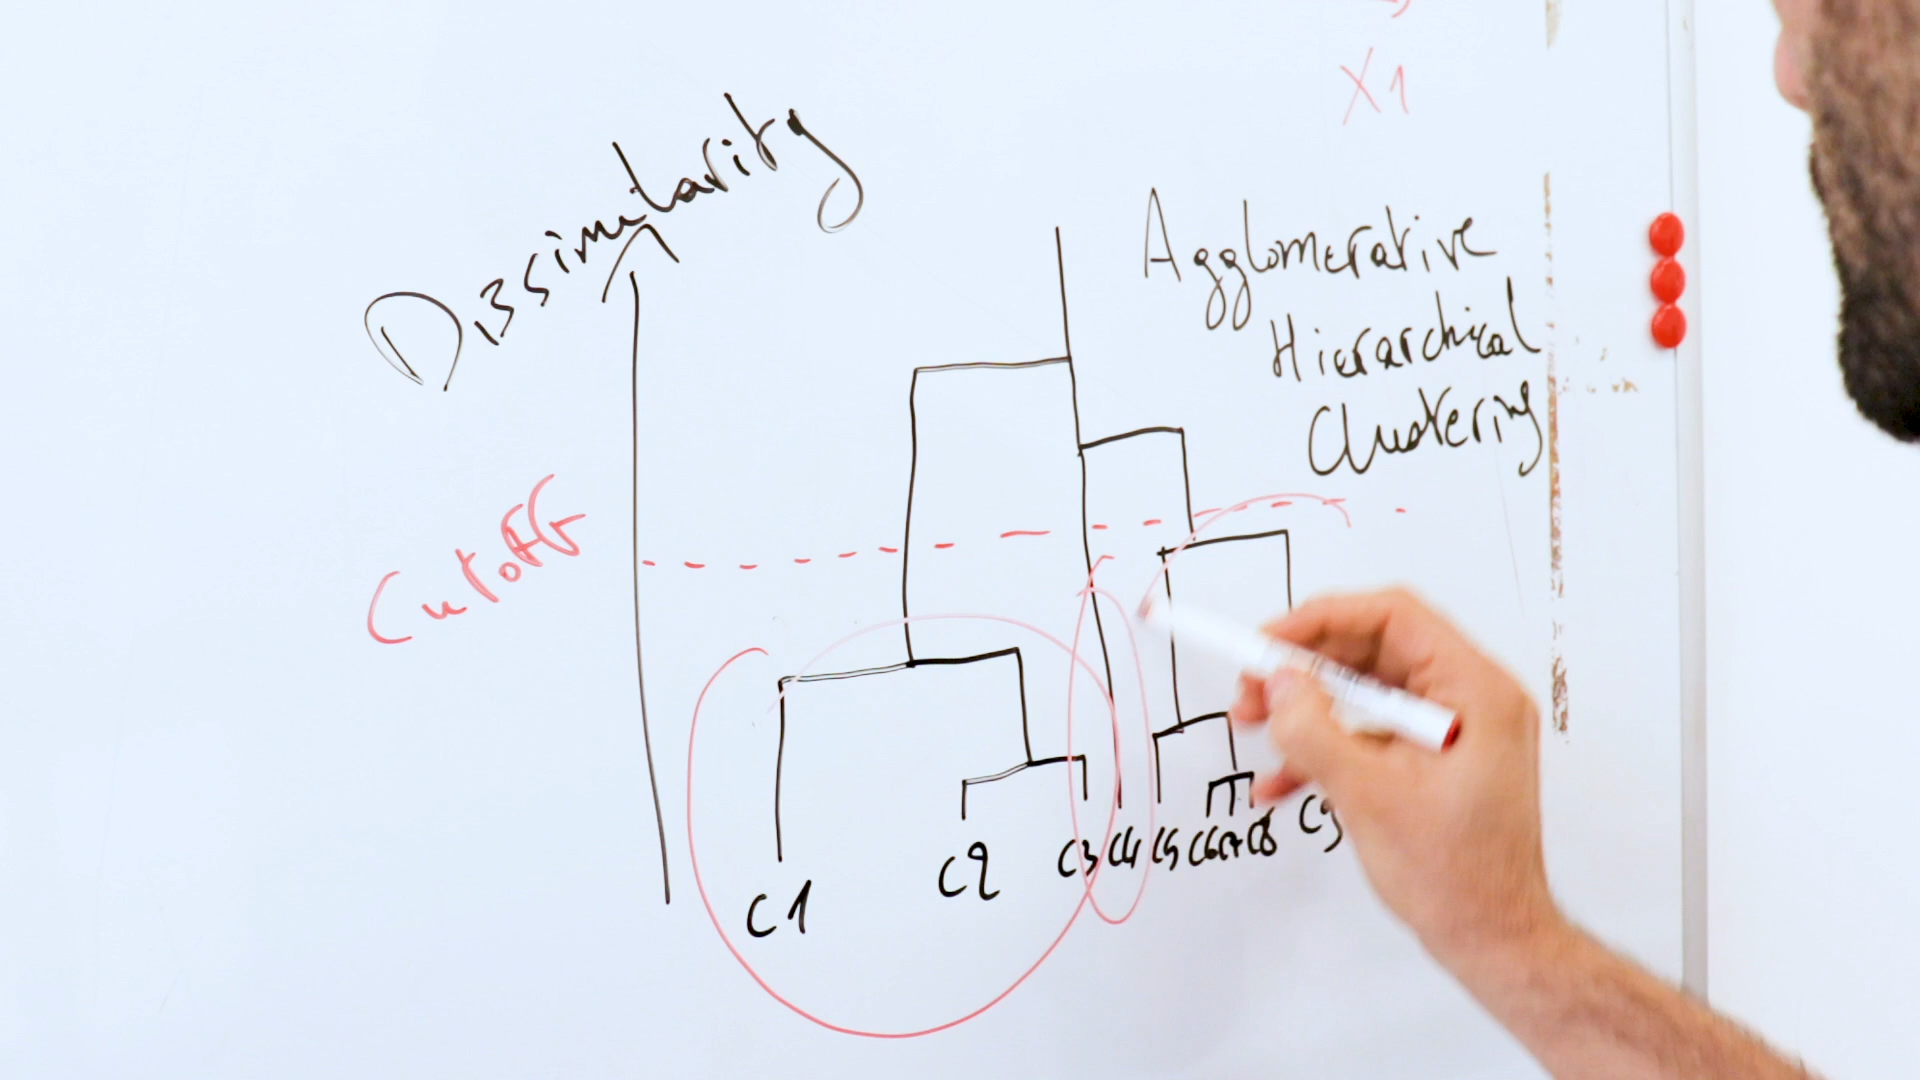 X1
Dissimilarity
Agglomerative
Hierarchical
Clustering
Cutoff
C1 C2 C3 C4 C5 C6 C7 C8 C9